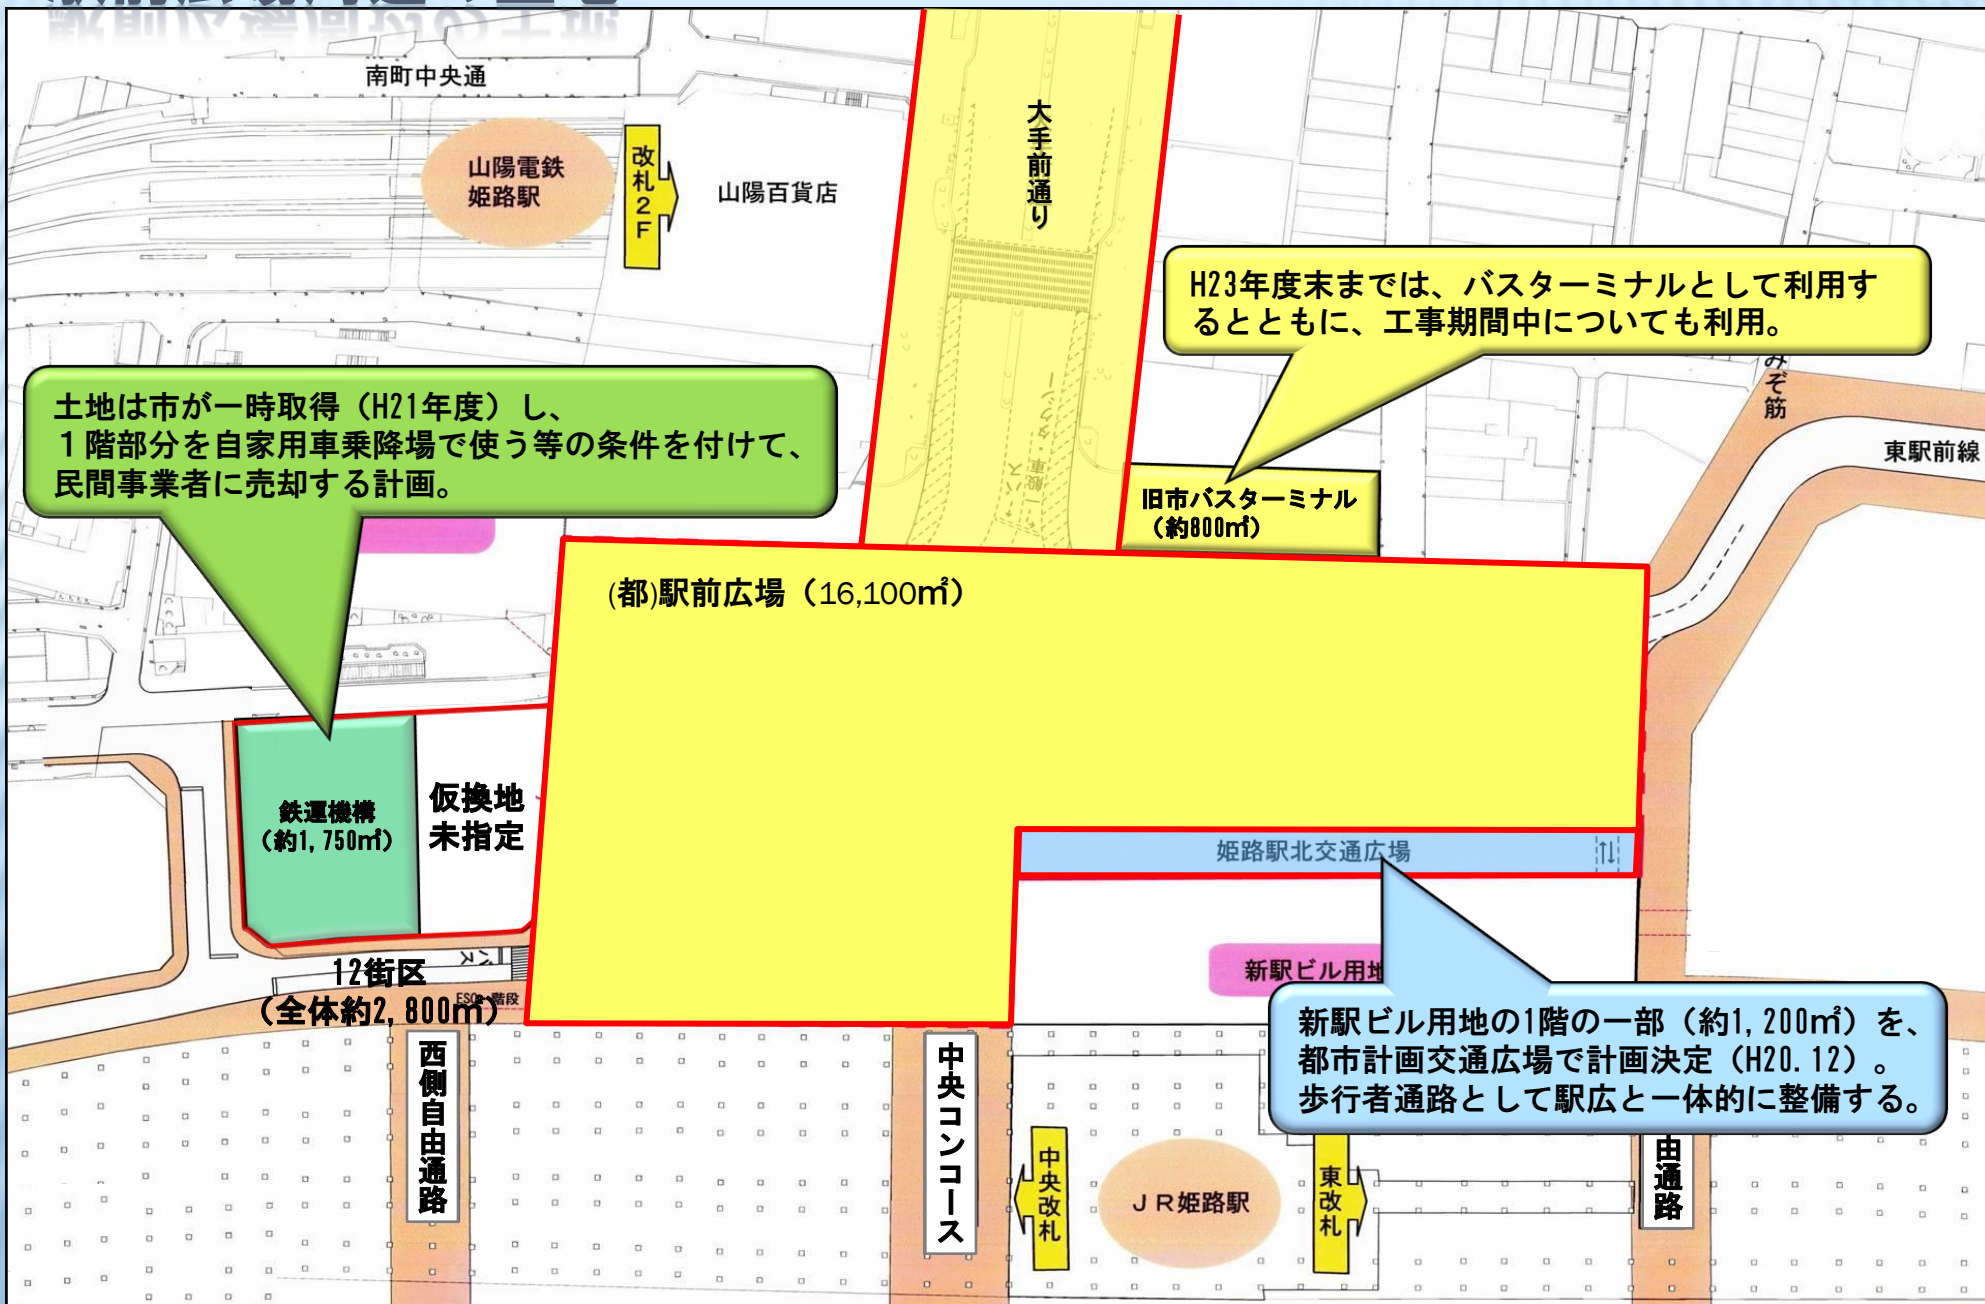 南町中央通
山陽電鉄
姫路駅
改札2F
山陽百貨店
大手前通り
H23年度末までは、バスターミナルとして利用す
るとともに、工事期間中についても利用。
みぞ筋
東駅前線
土地は市が一時取得（H21年度）し、
１階部分を自家用車乗降場で使う等の条件を付けて、
民間事業者に売却する計画。
一般車・タクシー
バス
旧市バスターミナル
（約800㎡）
(都)駅前広場（16,100㎡）
鉄運機構
（約1,750㎡）
仮換地
未指定
姫路駅北交通広場
バス
12街区
（全体約2,800㎡）
階段
新駅ビル用地
新駅ビル用地の1階の一部（約1,200㎡）を、
都市計画交通広場で計画決定（H20.12）。
歩行者通路として駅広と一体的に整備する。
西側自由通路
中央コンコース
中央改札
ＪＲ姫路駅
東改札
由通路